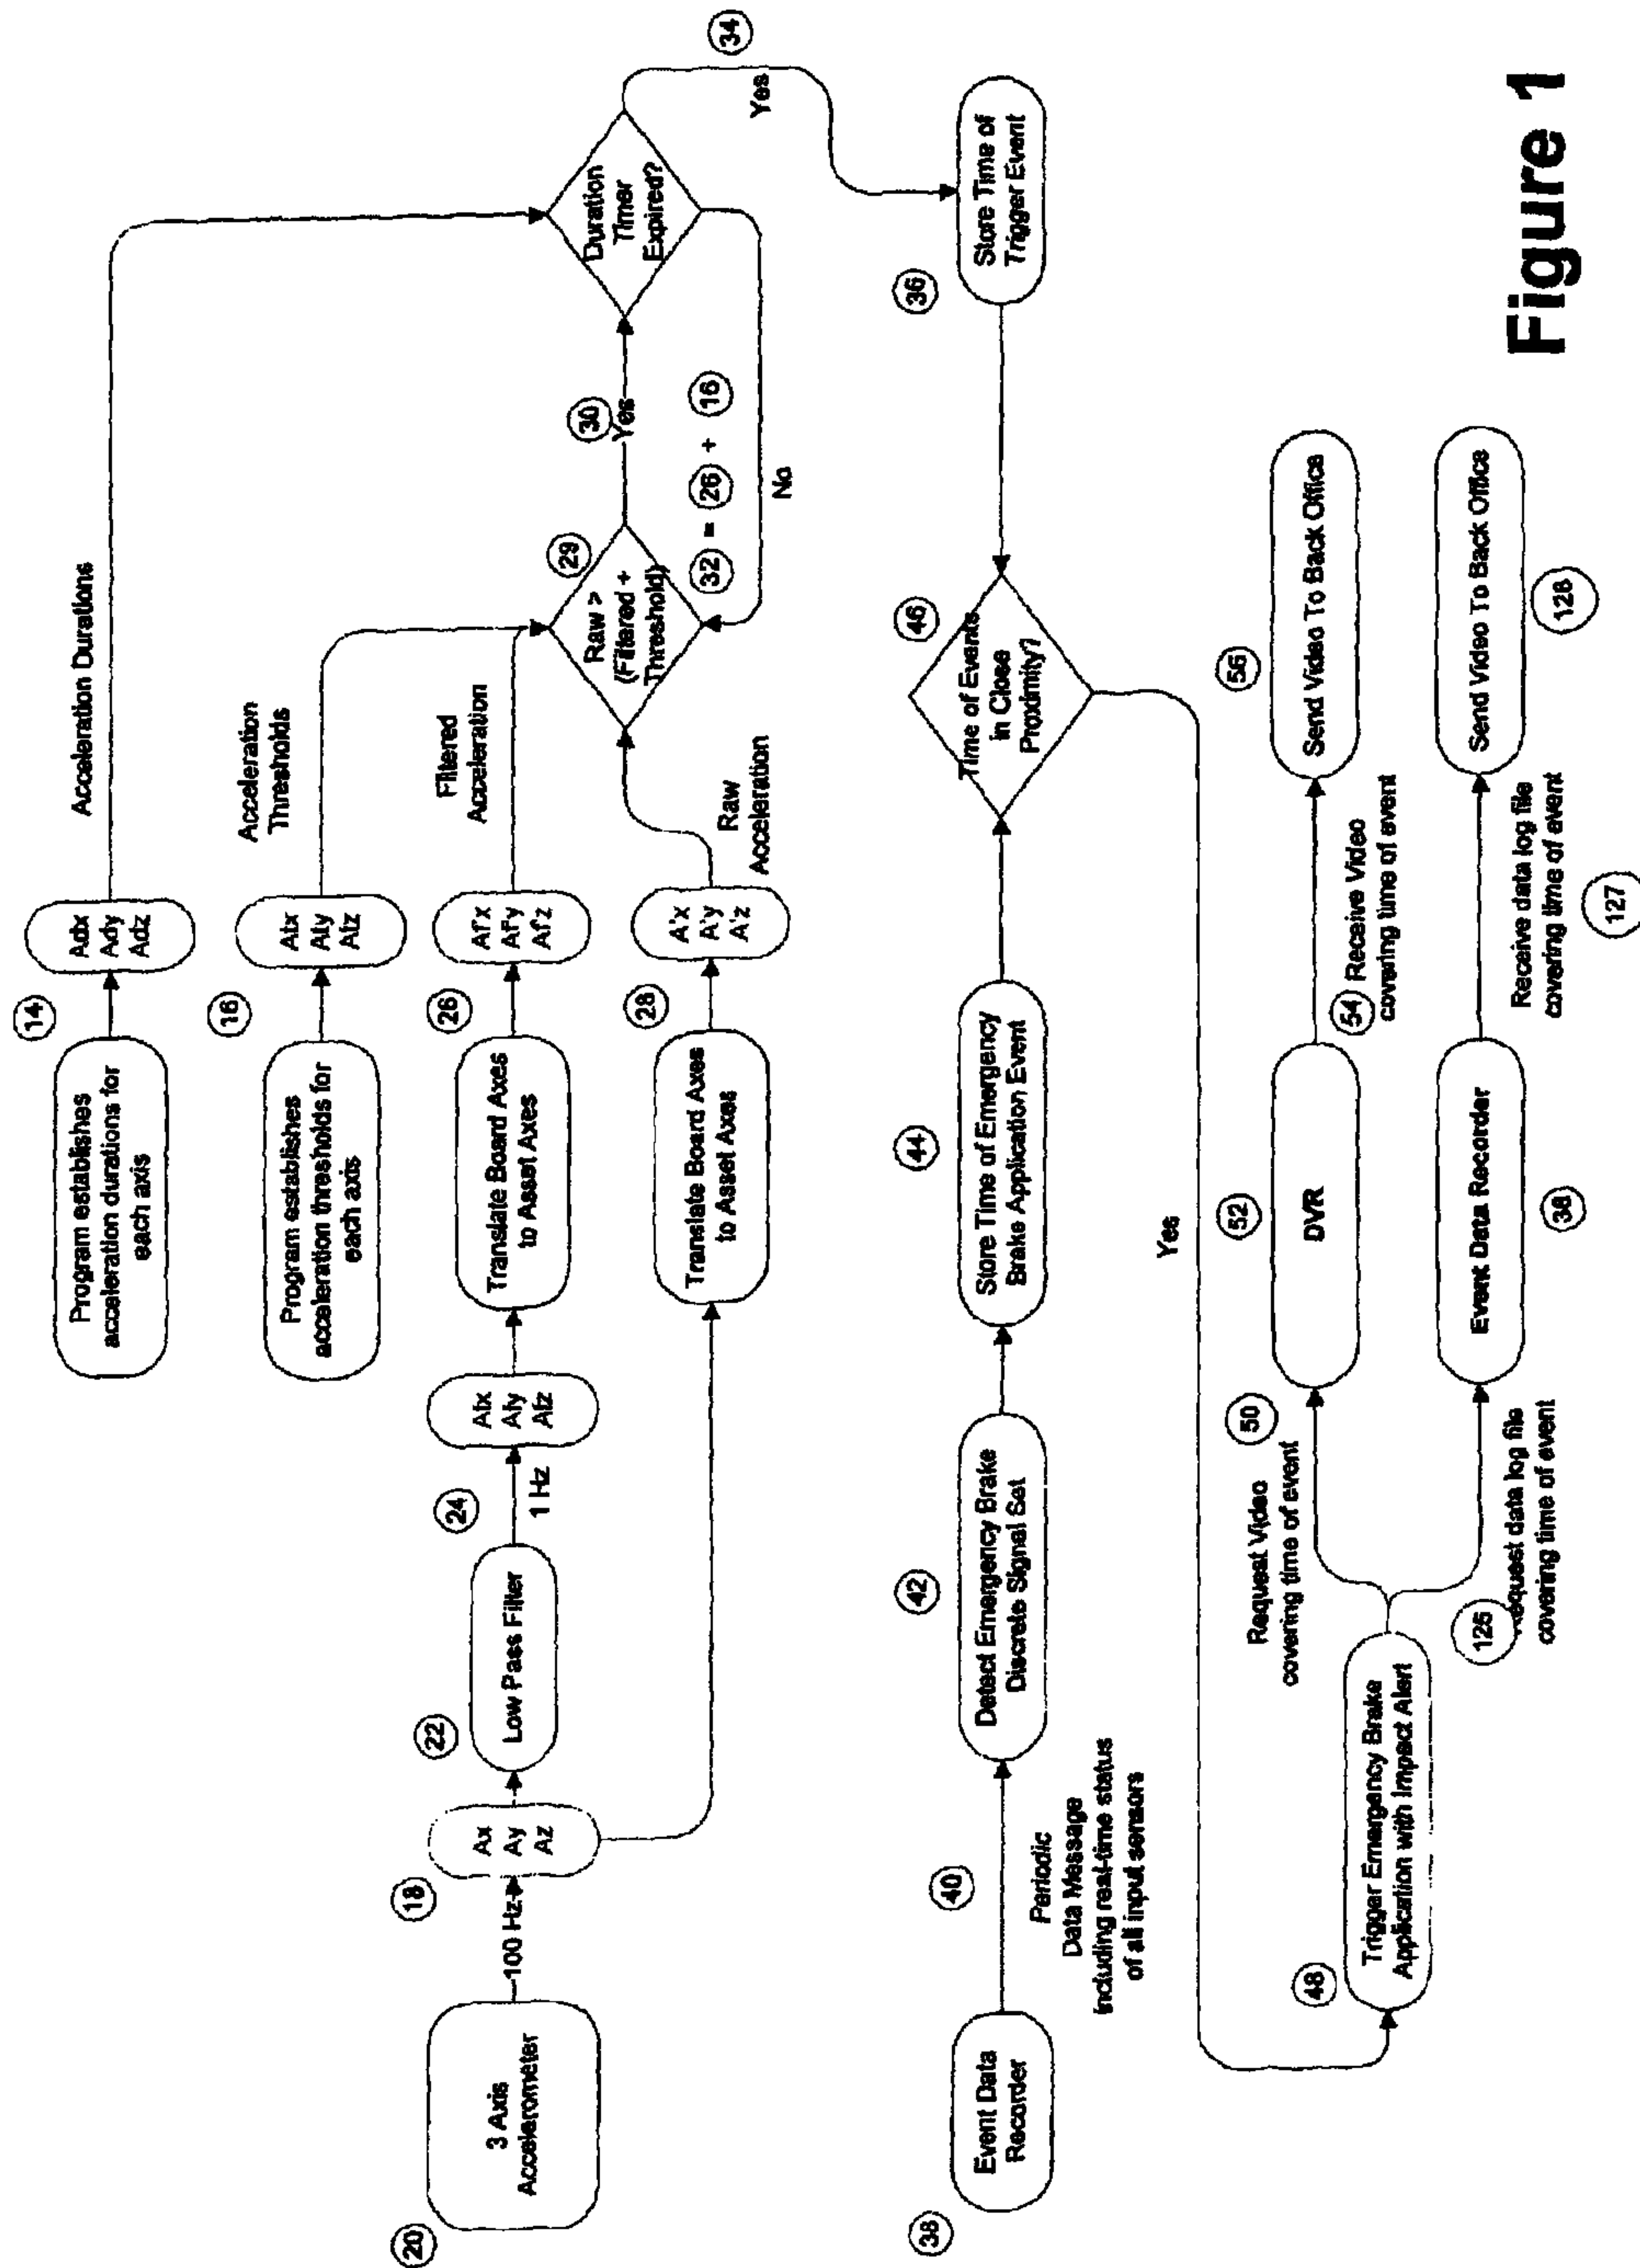 14
Program establishes
acceleration durations for
each axis
Adx
Ady
Adz
Acceleration Durations
16
Program establishes
acceleration thresholds for
each axis
Atx
Aty
Atz
Acceleration
Thresholds
20
3 Axis
Accelerometer
100 Hz
18
Ax
Ay
Az
22
Low Pass Filter
24
1 Hz
Afx
Afy
Afz
Translate Board Axes
to Asset Axes
26
Af'x
Af'y
Af'z
Filtered
Acceleration
Translate Board Axes
to Asset Axes
28
A'x
A'y
A'z
Raw
Acceleration
29
Raw >
(Filtered +
Threshold)
30
Yes
32 = 26 + 16
No
Duration
Timer
Expired?
34
Yes
36
Store Time of
Trigger Event
38
Event Data
Recorder
40
Periodic
Data Message
including real-time status
of all input sensors
42
Detect Emergency Brake
Discrete Signal Set
44
Store Time of Emergency
Brake Application Event
46
Time of Events
in Close
Proximity?
Yes
48
Trigger Emergency Brake
Application with Impact Alert
50
Request Video
covering time of event
52
DVR
54 Receive Video
covering time of event
56
Send Video To Back Office
125
Request data log file
covering time of event
Event Data Recorder
38
Receive data log file
covering time of event
127
Send Video To Back Office
128
Figure 1